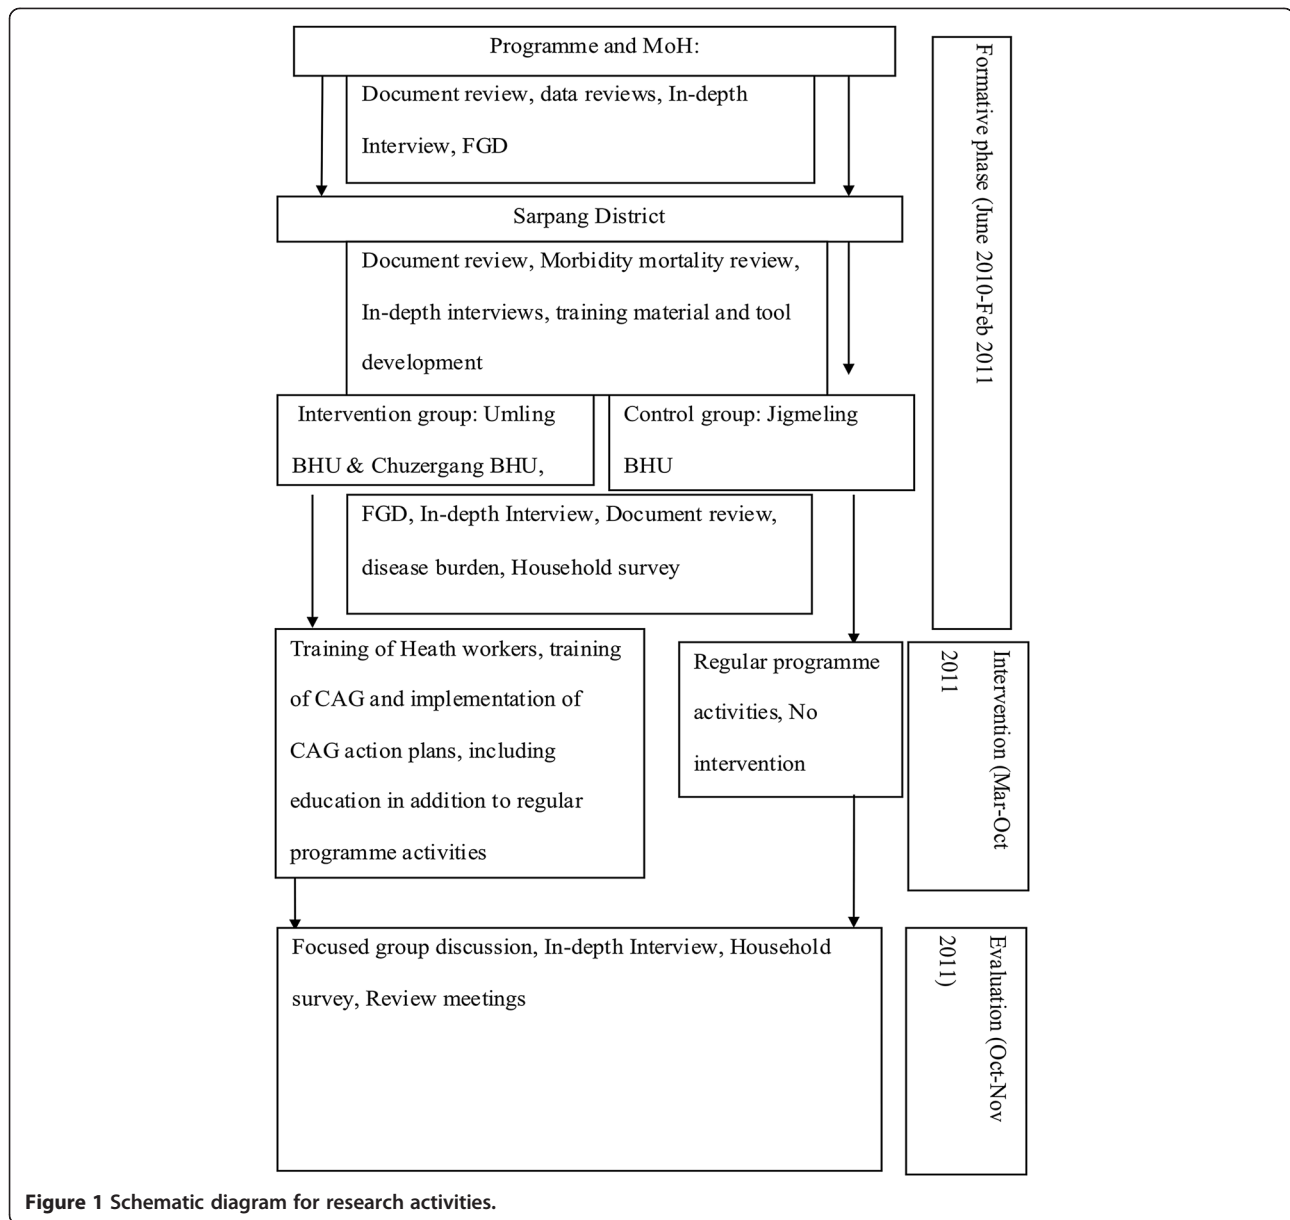 Programme and MoH:
Document review, data reviews, In-depth
Interview, FGD
Sarpang District
Document review, Morbidity mortality review,
In-depth interviews, training material and tool
development
Intervention group: Umling
BHU & Chuzergang BHU,
Control group: Jigmeling
BHU
FGD, In-depth Interview, Document review,
disease burden, Household survey
Formative phase (June 2010-Feb 2011
Training of Heath workers, training
of CAG and implementation of
CAG action plans, including
education in addition to regular
programme activities
Regular programme
activities, No
intervention
Intervention (Mar-Oct
2011
Focused group discussion, In-depth Interview, Household
survey, Review meetings
Evaluation (Oct-Nov
2011)
Figure 1 Schematic diagram for research activities.